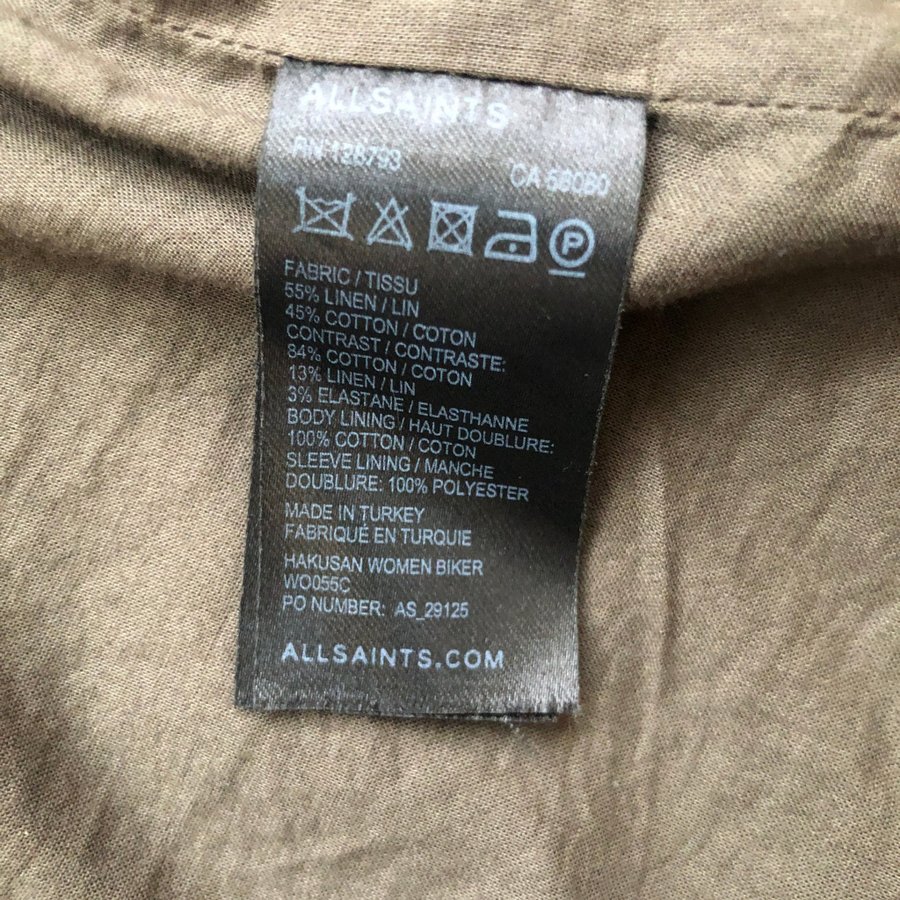 ALLSAINTS
RN 128793 CA 56080
P
FABRIC / TISSU
55% LINEN / LIN
45% COTTON / COTON
CONTRAST / CONTRASTE:
84% COTTON / COTON
13% LINEN / LIN
3% ELASTANE / ELASTHANNE
BODY LINING / HAUT DOUBLURE:
100% COTTON / COTON
SLEEVE LINING / MANCHE
DOUBLURE: 100% POLYESTER
MADE IN TURKEY
FABRIQUÉ EN TURQUIE
HAKUSAN WOMEN BIKER
WO055C
PO NUMBER: AS_29125
ALLSAINTS.COM